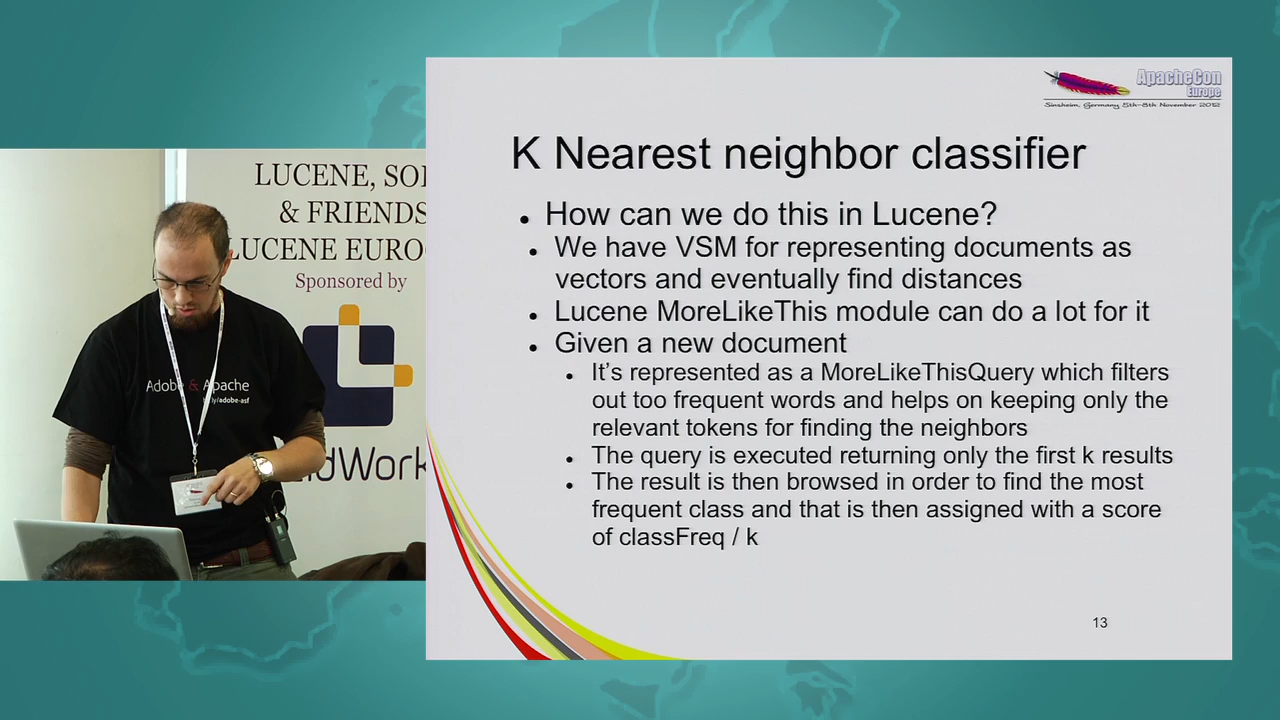 ApacheCon
Europe
Sinsheim, Germany 5th-8th November 2012
K Nearest neighbor classifier
• How can we do this in Lucene?
• We have VSM for representing documents as
vectors and eventually find distances
• Lucene MoreLikeThis module can do a lot for it
• Given a new document
• It's represented as a MoreLikeThisQuery which filters
out too frequent words and helps on keeping only the
relevant tokens for finding the neighbors
• The query is executed returning only the first k results
• The result is then browsed in order to find the most
frequent class and that is then assigned with a score
of classFreq / k
13
LUCENE, SO
& FRIENDS
LUCENE EURO
Sponsored by
dWork
Adobe & Apache
ly/adobe-asf